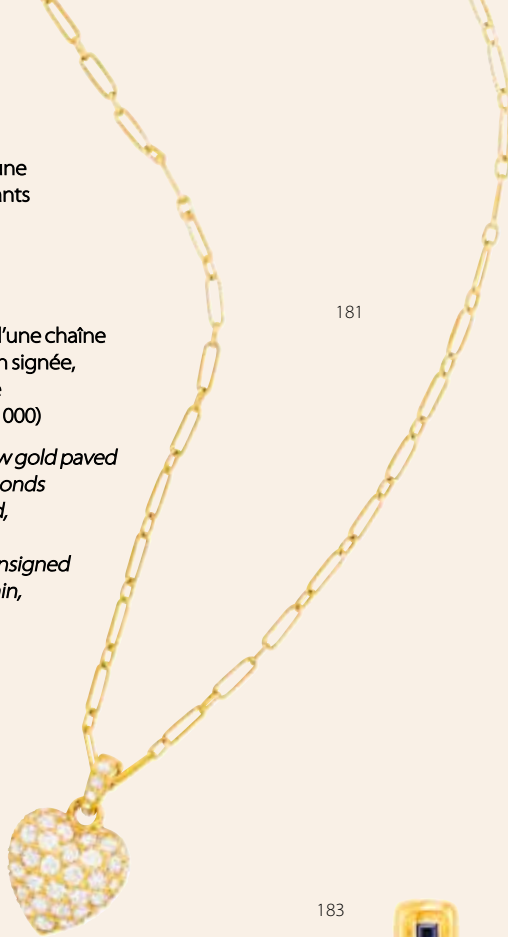 une
ants
181
l'une chaîne
n signée,
e
000)
w gold paved
onds
d,
nsigned
in,
183